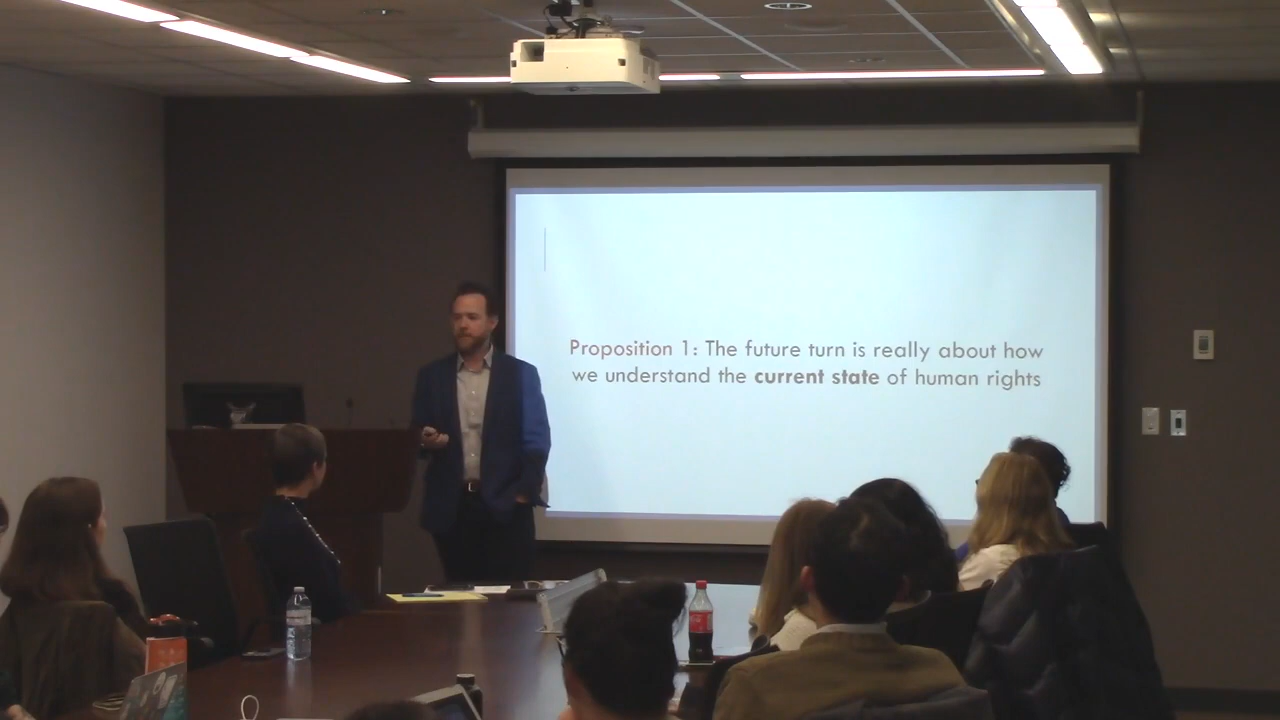 Proposition 1: The future turn is really about how
we understand the current state of human rights